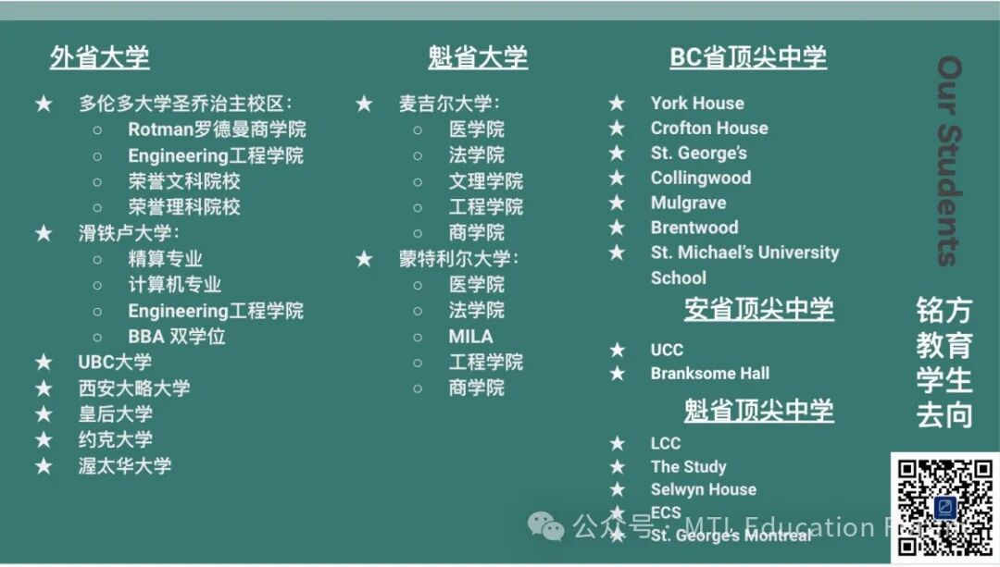 外省大学
★ 多伦多大学圣乔治主校区：
○ Rotman罗德曼商学院
○ Engineering工程学院
○ 荣誉文科院校
○ 荣誉理科院校
★ 滑铁卢大学：
○ 精算专业
○ 计算机专业
○ Engineering工程学院
○ BBA 双学位
★ UBC大学
★ 西安大略大学
★ 皇后大学
★ 约克大学
★ 渥太华大学
魁省大学
★ 麦吉尔大学：
○ 医学院
○ 法学院
○ 文理学院
○ 工程学院
○ 商学院
★ 蒙特利尔大学：
○ 医学院
○ 法学院
○ MILA
○ 工程学院
○ 商学院
BC省顶尖中学
★ York House
★ Crofton House
★ St. George’s
★ Collingwood
★ Mulgrave
★ Brentwood
★ St. Michael’s University
School
安省顶尖中学
★ UCC
★ Branksome Hall
魁省顶尖中学
★ LCC
★ The Study
★ Selwyn House
★ ECS
★ St. George’s Montreal
Our Students
铭方
教育
学生
去向
公众号：MTL Education